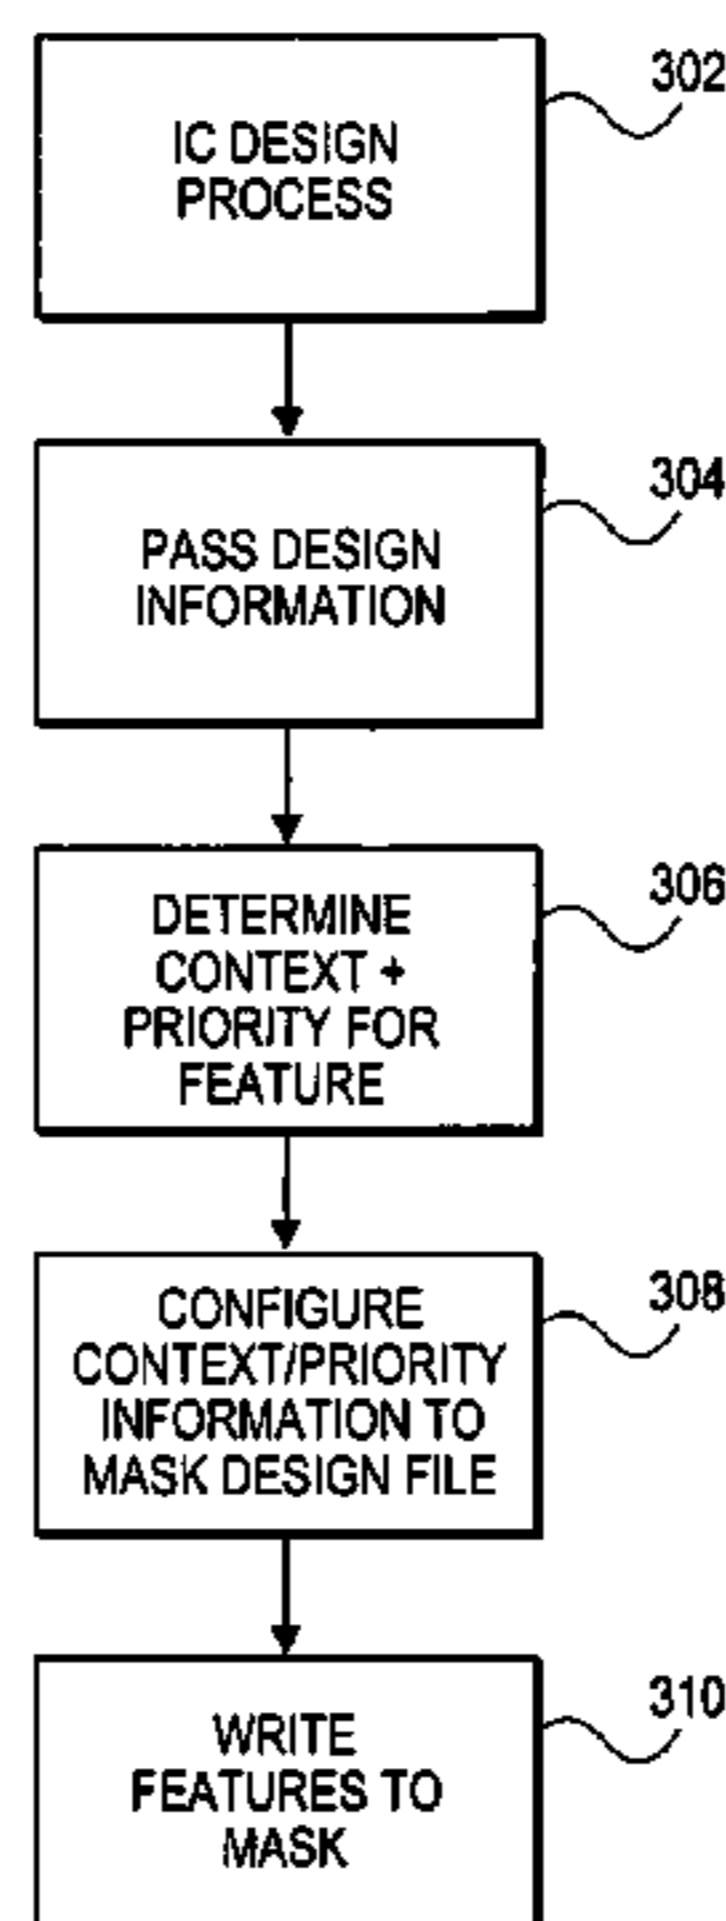 302
IC DESIGN
PROCESS
304
PASS DESIGN
INFORMATION
306
DETERMINE
CONTEXT +
PRIORITY FOR
FEATURE
308
CONFIGURE
CONTEXT/PRIORITY
INFORMATION TO
MASK DESIGN FILE
310
WRITE
FEATURES TO
MASK